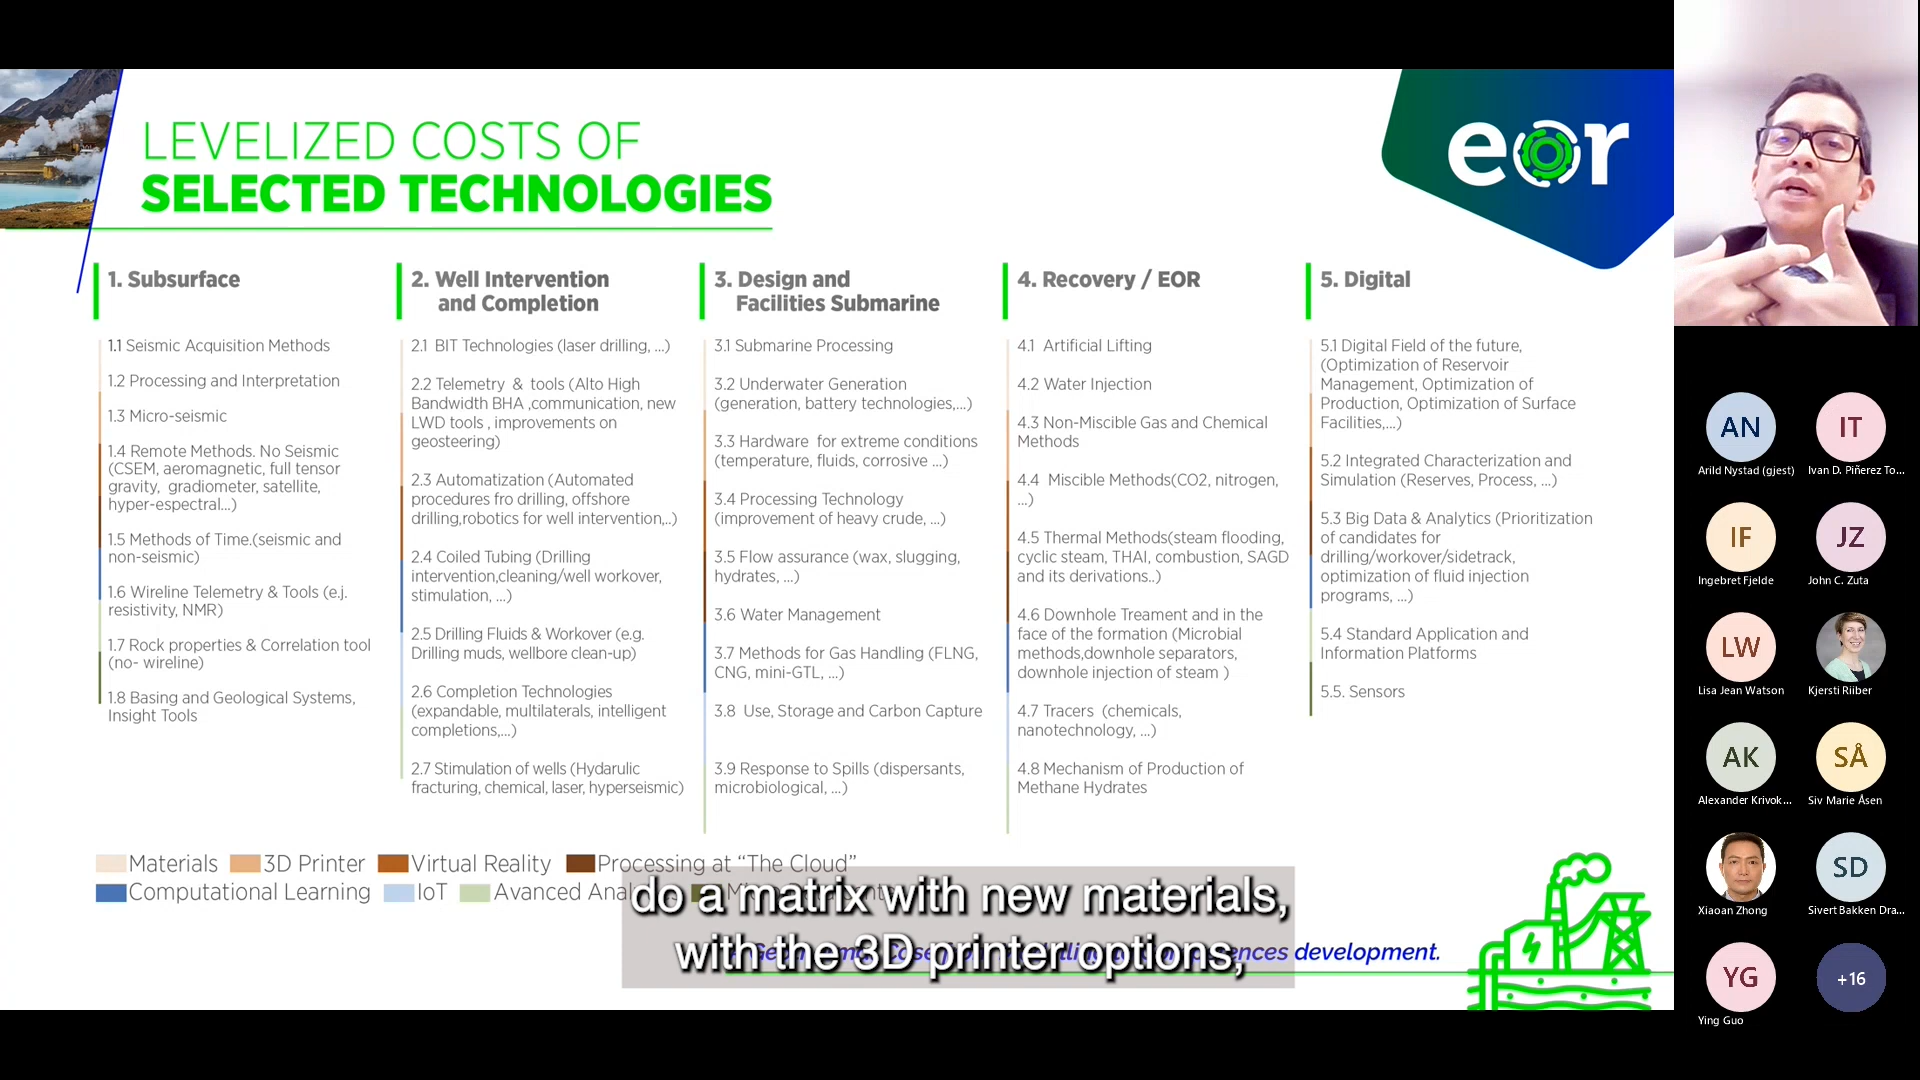 LEVELIZED COSTS OF
SELECTED TECHNOLOGIES
eor
1. Subsurface
1.1 Seismic Acquisition Methods
1.2 Processing and Interpretation
1.3 Micro-seismic
1.4 Remote Methods. No Seismic
(CSEM, aeromagnetic, full tensor
gravity, gradiometer, satellite,
hyper-espectral...)
1.5 Methods of Time.(seismic and
non-seismic)
1.6 Wireline Telemetry & Tools (e.j.
resistivity, NMR)
1.7 Rock properties & Correlation tool
(no- wireline)
1.8 Basing and Geological Systems,
Insight Tools
2. Well Intervention
and Completion
2.1 BIT Technologies (laser drilling, ...)
2.2 Telemetry & tools (Alto High
Bandwidth BHA ,communication, new
LWD tools , improvements on
geosteering)
2.3 Automatization (Automated
procedures fro drilling, offshore
drilling,robotics for well intervention,..)
2.4 Coiled Tubing (Drilling
intervention,cleaning/well workover,
stimulation, ...)
2.5 Drilling Fluids & Workover (e.g.
Drilling muds, wellbore clean-up)
2.6 Completion Technologies
(expandable, multilaterals, intelligent
completions,...)
2.7 Stimulation of wells (Hydarulic
fracturing, chemical, laser, hyperseismic)
3. Design and
Facilities Submarine
3.1 Submarine Processing
3.2 Underwater Generation
(generation, battery technologies,...)
3.3 Hardware for extreme conditions
(temperature, fluids, corrosive ...)
3.4 Processing Technology
(improvement of heavy crude, ...)
3.5 Flow assurance (wax, slugging,
hydrates, ...)
3.6 Water Management
3.7 Methods for Gas Handling (FLNG,
CNG, mini-GTL, ...)
3.8 Use, Storage and Carbon Capture
3.9 Response to Spills (dispersants,
microbiological, ...)
4. Recovery / EOR
4.1 Artificial Lifting
4.2 Water Injection
4.3 Non-Miscible Gas and Chemical
Methods
4.4 Miscible Methods(CO2, nitrogen,
...)
4.5 Thermal Methods(steam flooding,
cyclic steam, THAI, combustion, SAGD
and its derivations..)
4.6 Downhole Treament and in the
face of the formation (Microbial
methods,downhole separators,
downhole injection of steam )
4.7 Tracers (chemicals,
nanotechnology, ...)
4.8 Mechanism of Production of
Methane Hydrates
5. Digital
5.1 Digital Field of the future,
(Optimization of Reservoir
Management, Optimization of
Production, Optimization of Surface
Facilities,...)
5.2 Integrated Characterization and
Simulation (Reserves, Process, ...)
5.3 Big Data & Analytics (Prioritization
of candidates for
drilling/workover/sidetrack,
optimization of fluid injection
programs, ...)
5.4 Standard Application and
Information Platforms
5.5. Sensors
Materials 3D Printer Virtual Reality Processing at “The Cloud”
Computational Learning IoT Avanced
do a matrix with new materials,
with the 3D printer options,
development.
AN
Arild Nystad (gjest)
IT
Ivan D. Piñerez To...
IF
Ingebret Fjelde
JZ
John C. Zuta
LW
Lisa Jean Watson
Kjersti Riiber
AK
Alexander Krivok...
SÅ
Siv Marie Åsen
Xiaoan Zhong
SD
Sivert Bakken Dra...
YG
Ying Guo
+16